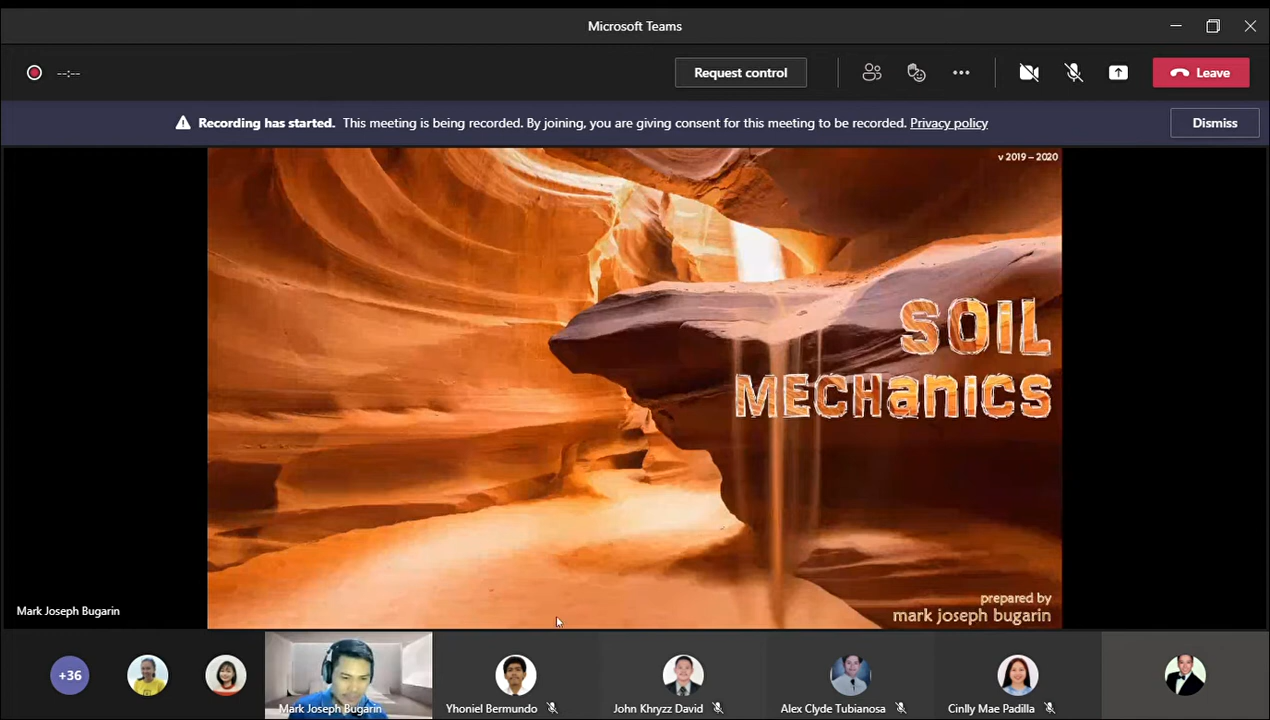 Microsoft Teams
--:--
Request control
Leave
Recording has started. This meeting is being recorded. By joining, you are giving consent for this meeting to be recorded. Privacy policy
Dismiss
v 2019 – 2020
SOIL
MECHanics
prepared by
mark joseph bugarin
Mark Joseph Bugarin
+36
Mark Joseph Bugarin
Yhoniel Bermundo
John Khryzz David
Alex Clyde Tubianosa
Cinlly Mae Padilla